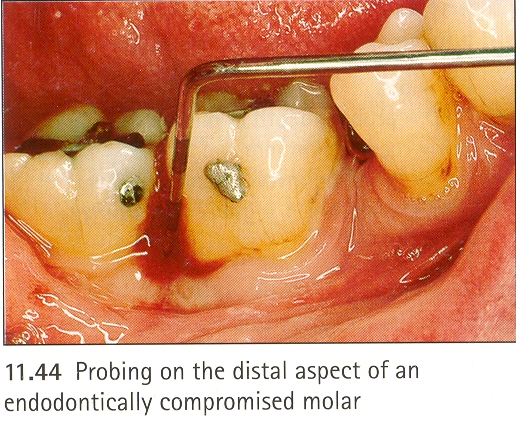 11.44 Probing on the distal aspect of an
endodontically compromised molar